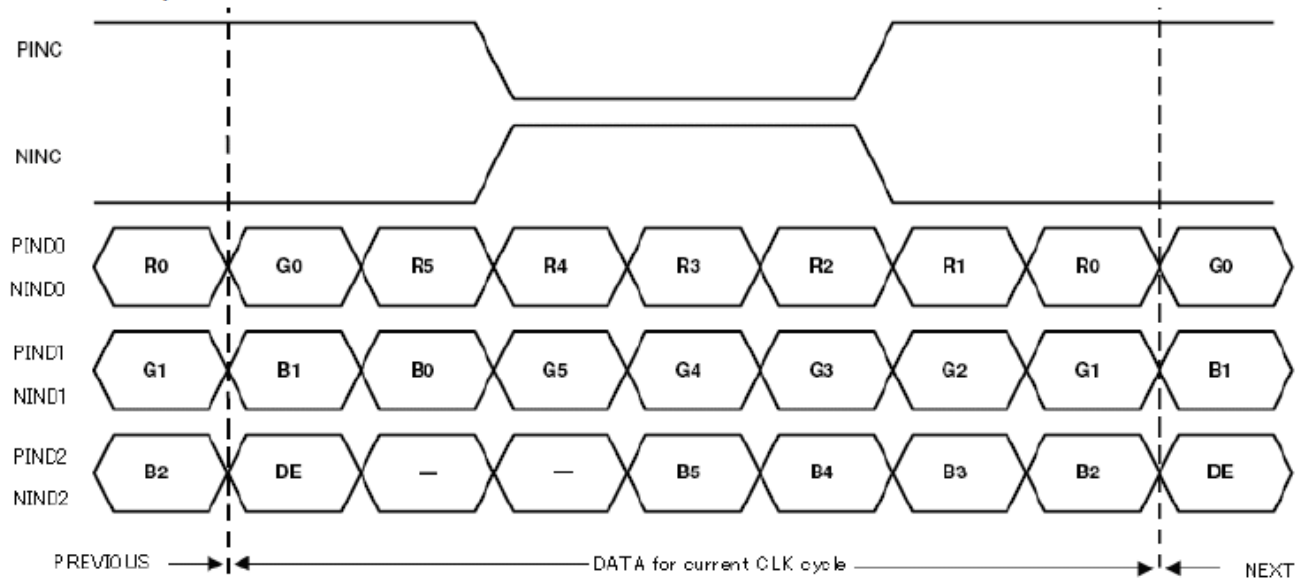 PINC
NINC
PIND0
NIND0
R0 G0 R5 R4 R3 R2 R1 R0 G0
PIND1
NIND1
G1 B1 B0 G5 G4 G3 G2 G1 B1
PIND2
NIND2
B2 DE — — B5 B4 B3 B2 DE
PREVIOUS DATA for current CLK cycle NEXT